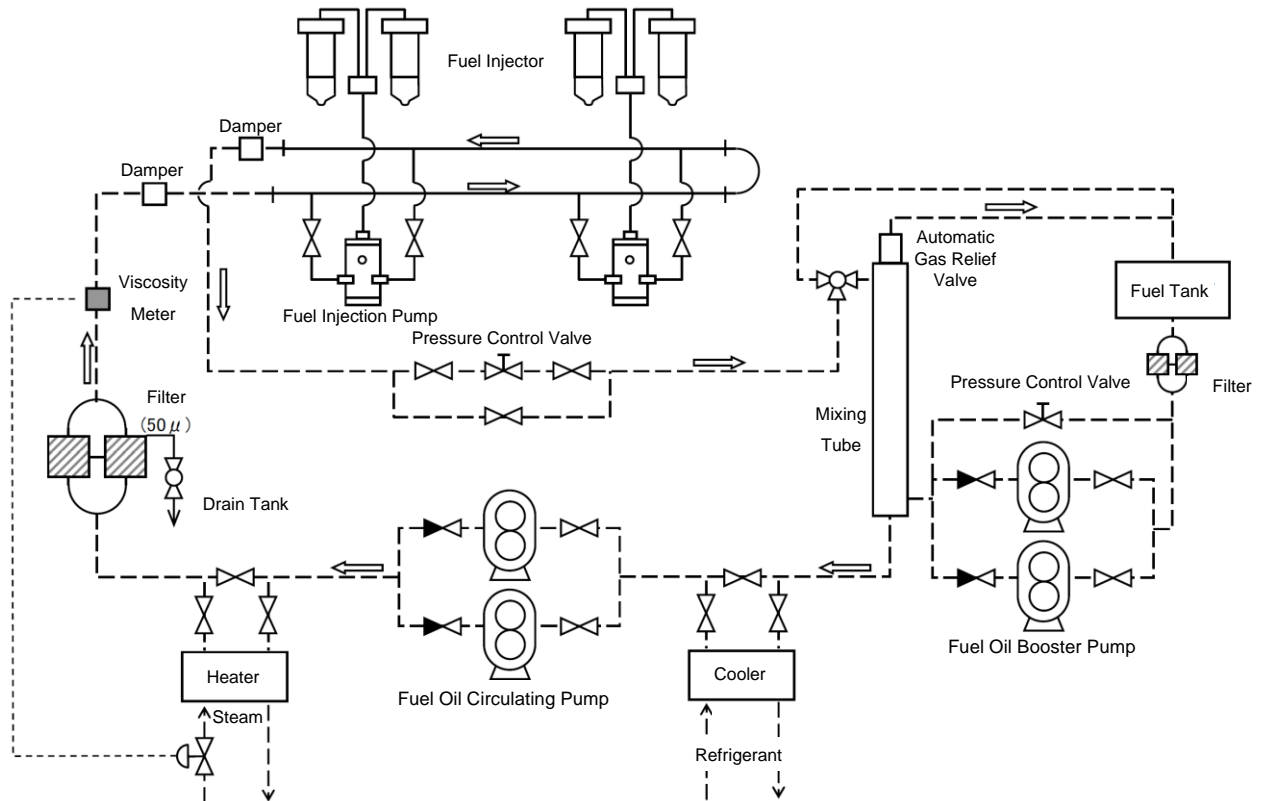 Fuel Injector
Damper
Damper
Automatic
Gas Relief
Valve
Viscosity
Meter
Fuel Tank
Fuel Injection Pump
Pressure Control Valve
Pressure Control Valve
Filter
Filter
(50μ)
Mixing
Tube
Drain Tank
Fuel Oil Booster Pump
Heater
Cooler
Fuel Oil Circulating Pump
Steam
Refrigerant